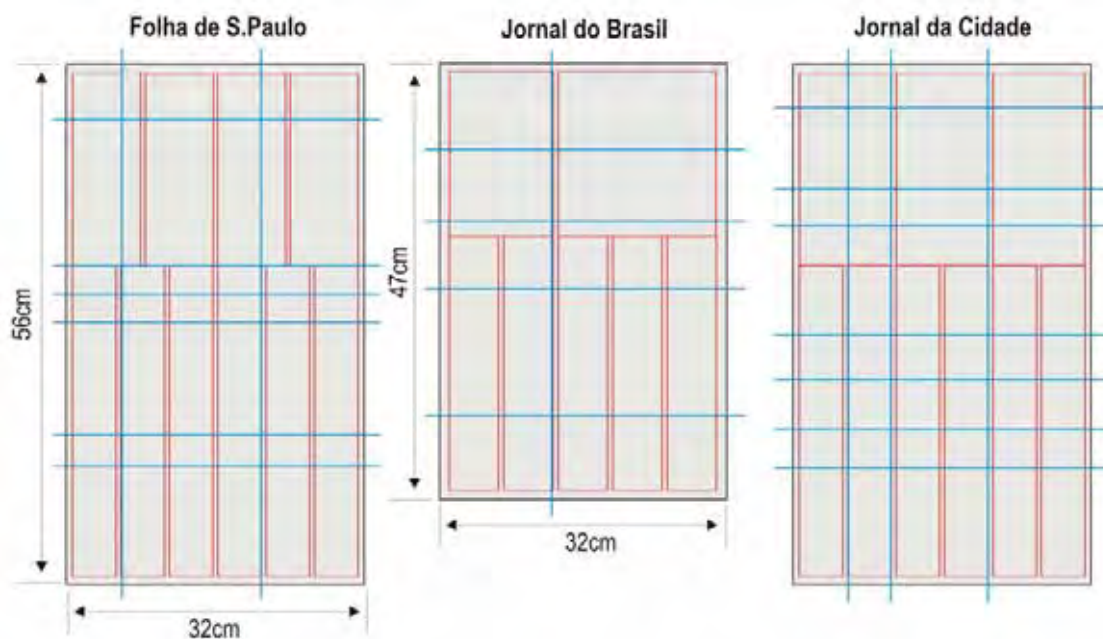 Folha de S.Paulo
Jornal do Brasil
Jornal da Cidade
56cm
47cm
32cm
32cm